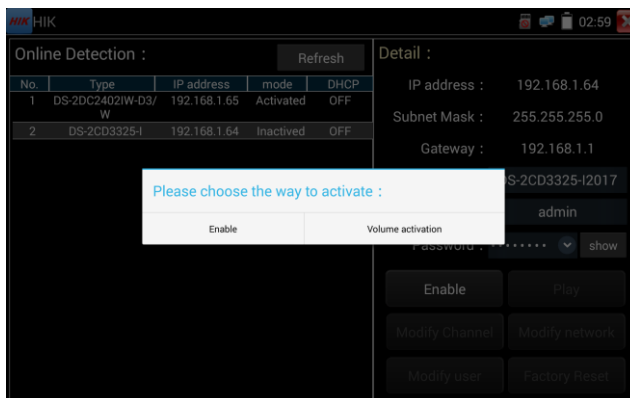 HIK HIK 02:59
Online Detection : Refresh
No. Type IP address mode DHCP
1 DS-2DC2402IW-D3/W 192.168.1.65 Activated OFF
2 DS-2CD3325-I 192.168.1.64 Inactived OFF
Detail :
IP address : 192.168.1.64
Subnet Mask : 255.255.255.0
Gateway : 192.168.1.1
S-2CD3325-I2017
admin
Password : show
Please choose the way to activate :
Enable Volume activation
Enable Play
Modify Channel Modify network
Modify user Factory Reset